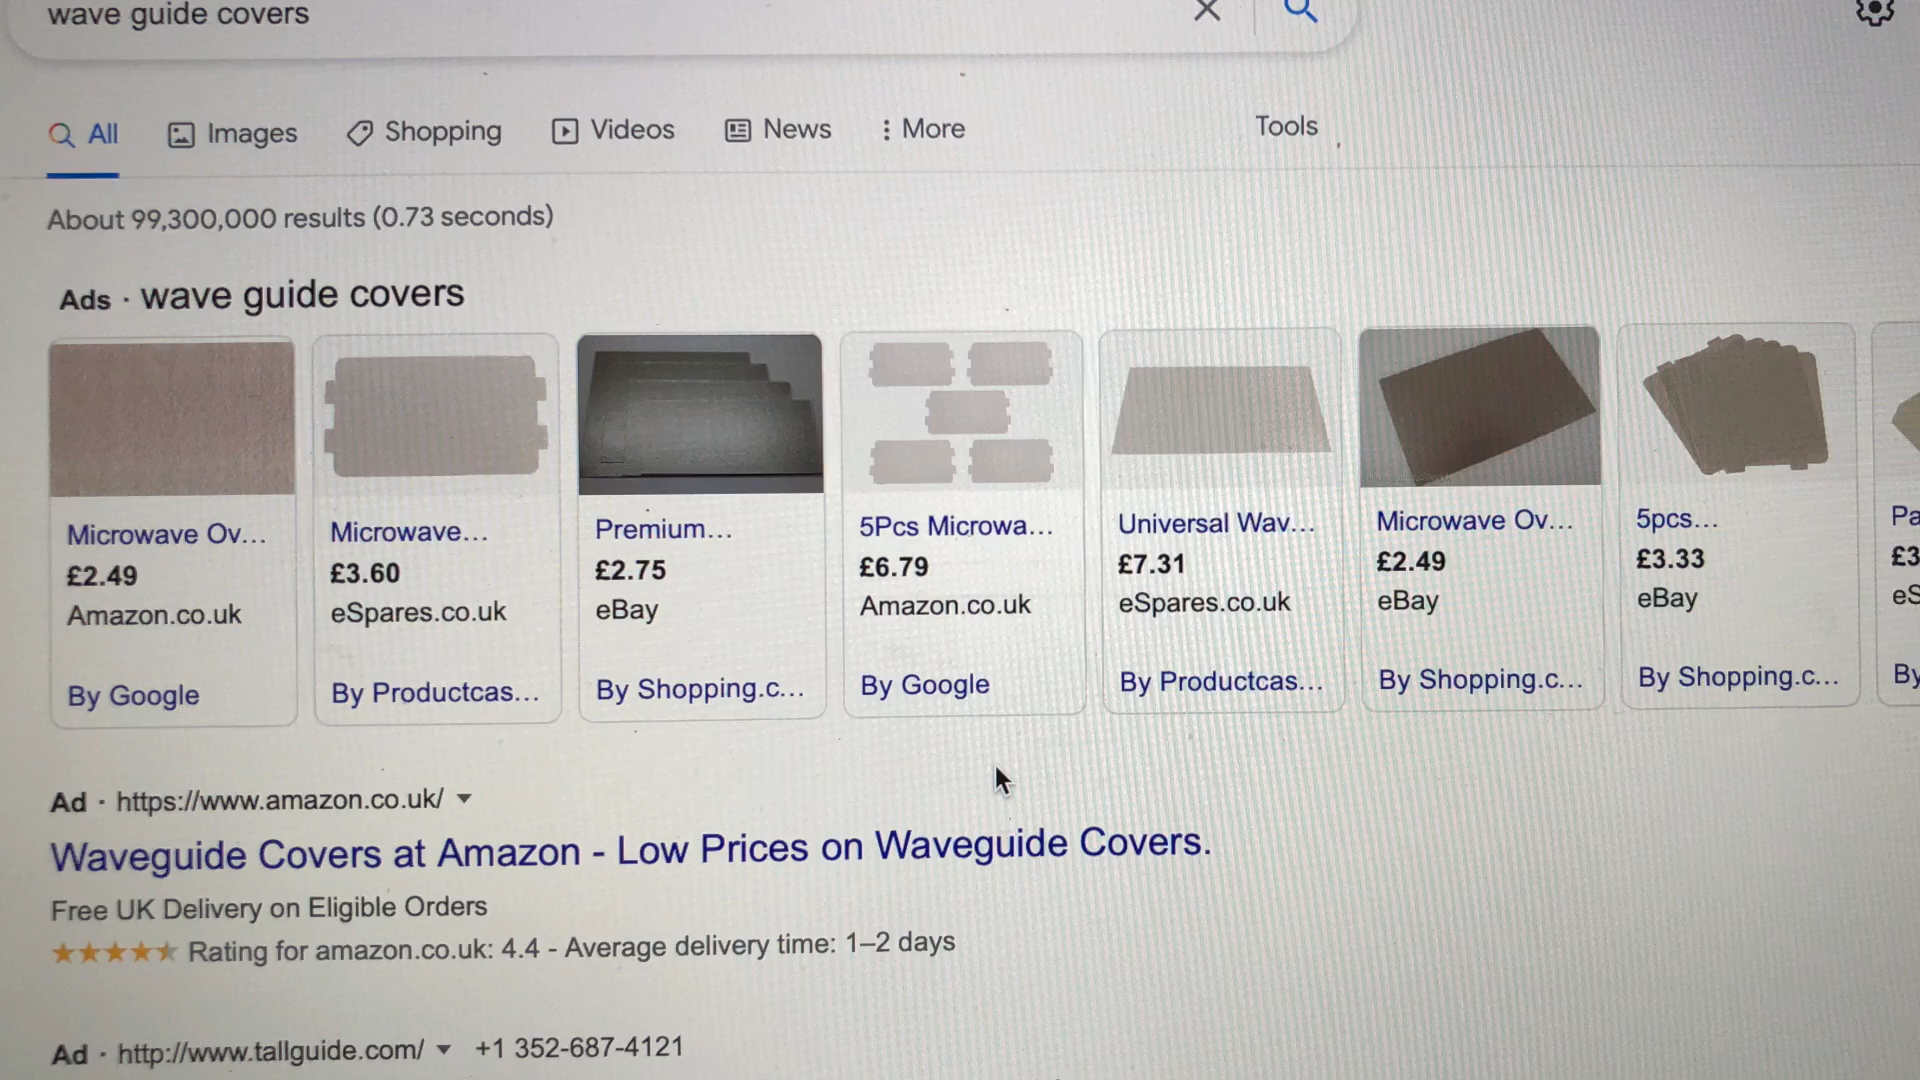 wave guide covers
All Images Shopping Videos News More Tools
About 99,300,000 results (0.73 seconds)
Ads · wave guide covers
Microwave Ov...
£2.49
Amazon.co.uk
By Google
Microwave...
£3.60
eSpares.co.uk
By Productcas...
Premium...
£2.75
eBay
By Shopping.c...
5Pcs Microwa...
£6.79
Amazon.co.uk
By Google
Universal Wav...
£7.31
eSpares.co.uk
By Productcas...
Microwave Ov...
£2.49
eBay
By Shopping.c...
5pcs...
£3.33
eBay
By Shopping.c...
Pa
£3
eS
By
Ad · https://www.amazon.co.uk/
Waveguide Covers at Amazon - Low Prices on Waveguide Covers.
Free UK Delivery on Eligible Orders
Rating for amazon.co.uk: 4.4 - Average delivery time: 1–2 days
Ad · http://www.tallguide.com/ +1 352-687-4121